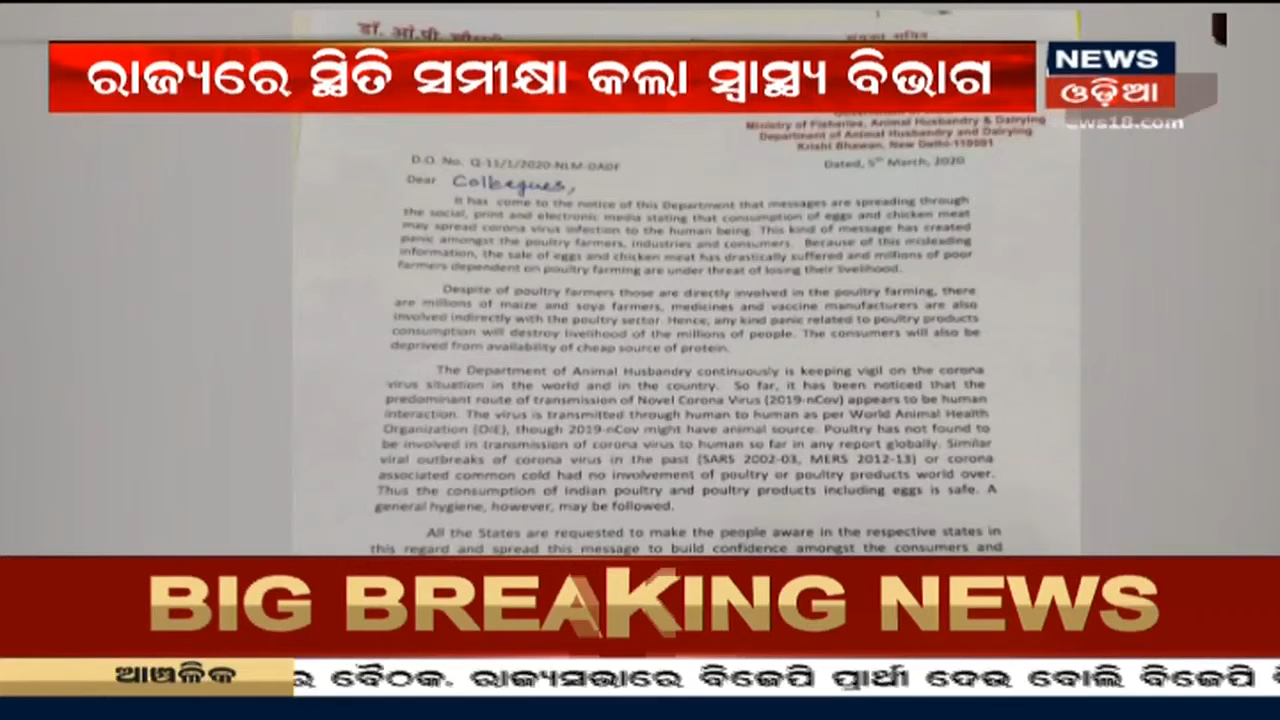 डॉ. ओ.पी. चौधरी
संयुक्त सचिव
ରାଜ୍ୟରେ ସ୍ଥିତି ସମୀକ୍ଷା କଲା ସ୍ୱାସ୍ଥ୍ୟ ବିଭାଗ
NEWS
ଓଡ଼ିଆ
news18.com
Ministry of Fisheries, Animal Husbandry & Dairying
Department of Animal Husbandry and Dairying
Krishi Bhawan, New Delhi-110001
D.O. No. Q-11/1/2020-NLM-DADF
Dated, 5th March, 2020
Dear Colleagues,
It has come to the notice of this Department that messages are spreading through
the social, print and electronic media stating that consumption of eggs and chicken meat
may spread corona virus infection to the human being. This kind of message has created
panic amongst the poultry farmers, industries and consumers. Because of this misleading
information, the sale of eggs and chicken meat has drastically suffered and millions of poor
farmers dependent on poultry farming are under threat of losing their livelihood.
Despite of poultry farmers those are directly involved in the poultry farming, there
are millions of maize and soya farmers, medicines and vaccine manufacturers are also
involved indirectly with the poultry sector. Hence, any kind panic related to poultry products
consumption will destroy livelihood of the millions of people. The consumers will also be
deprived from availability of cheap source of protein.
The Department of Animal Husbandry continuously is keeping vigil on the corona
virus situation in the world and in the country. So far, it has been noticed that the
predominant route of transmission of Novel Corona Virus (2019-nCov) appears to be human
interaction. The virus is transmitted through human to human as per World Animal Health
Organization (OIE), though 2019-nCov might have animal source. Poultry has not found to
be involved in transmission of corona virus to human so far in any report globally. Similar
viral outbreaks of corona virus in the past (SARS 2002-03, MERS 2012-13) or corona
associated common cold had no involvement of poultry or poultry products world over.
Thus the consumption of Indian poultry and poultry products including eggs is safe. A
general hygiene, however, may be followed.
All the States are requested to make the people aware in the respective states in
this regard and spread this message to build confidence amongst the consumers and
BIG BREAKING NEWS
ଆଞ୍ଚଳିକ
ବୈଠକ. ରାଜ୍ୟସଭାରେ ବିଜେପି ପ୍ରାର୍ଥୀ ଦେଉ ବୋଲି ବିଜେପି